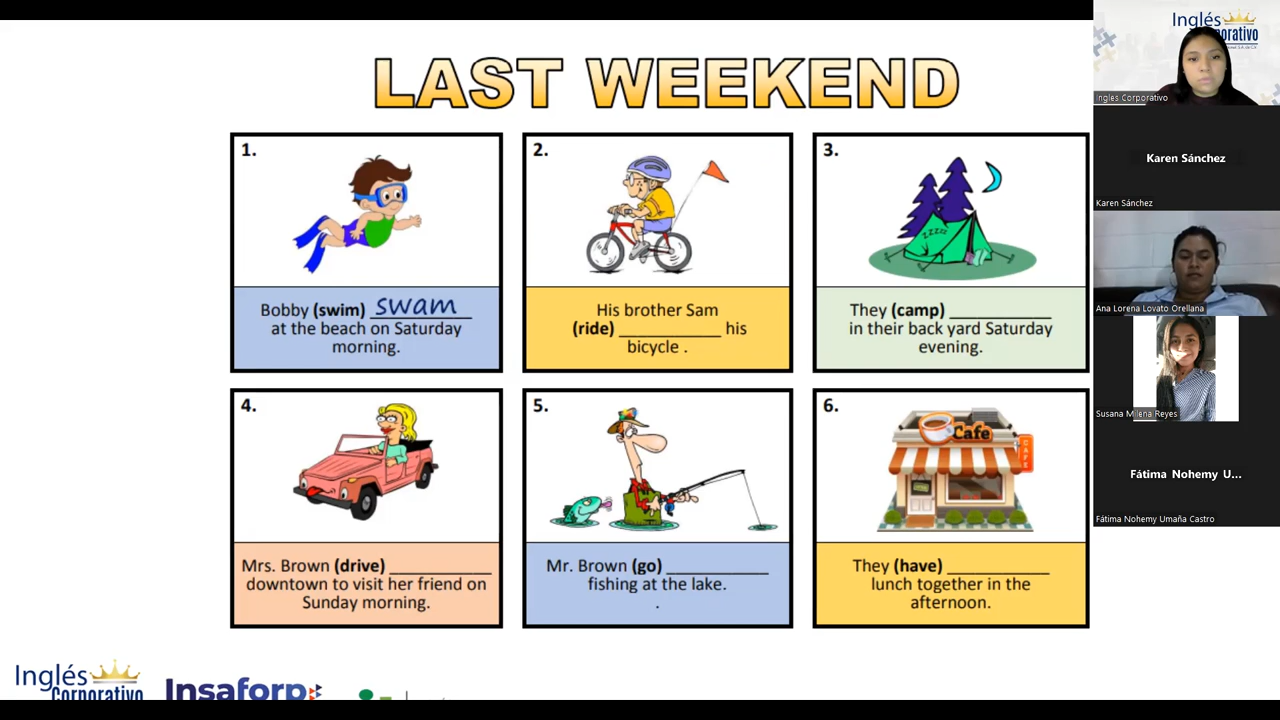 LAST WEEKEND
1.
Bobby (swim) swam
at the beach on Saturday
morning.
2.
His brother Sam
(ride) ___________ his
bicycle .
3.
zzzzz
They (camp) ___________
in their back yard Saturday
evening.
4.
Mrs. Brown (drive) ___________
downtown to visit her friend on
Sunday morning.
5.
Mr. Brown (go) ___________
fishing at the lake.
.
6.
Cafe
CAFE
They (have) ___________
lunch together in the
afternoon.
Inglés
Corporativo
Insaforp
Inglés
Ingles Corporativo
Karen Sánchez
Karen Sánchez
Ana Lorena Lovato Orellana
Susana Milena Reyes
Fátima Nohemy U...
Fátima Nohemy Umaña Castro